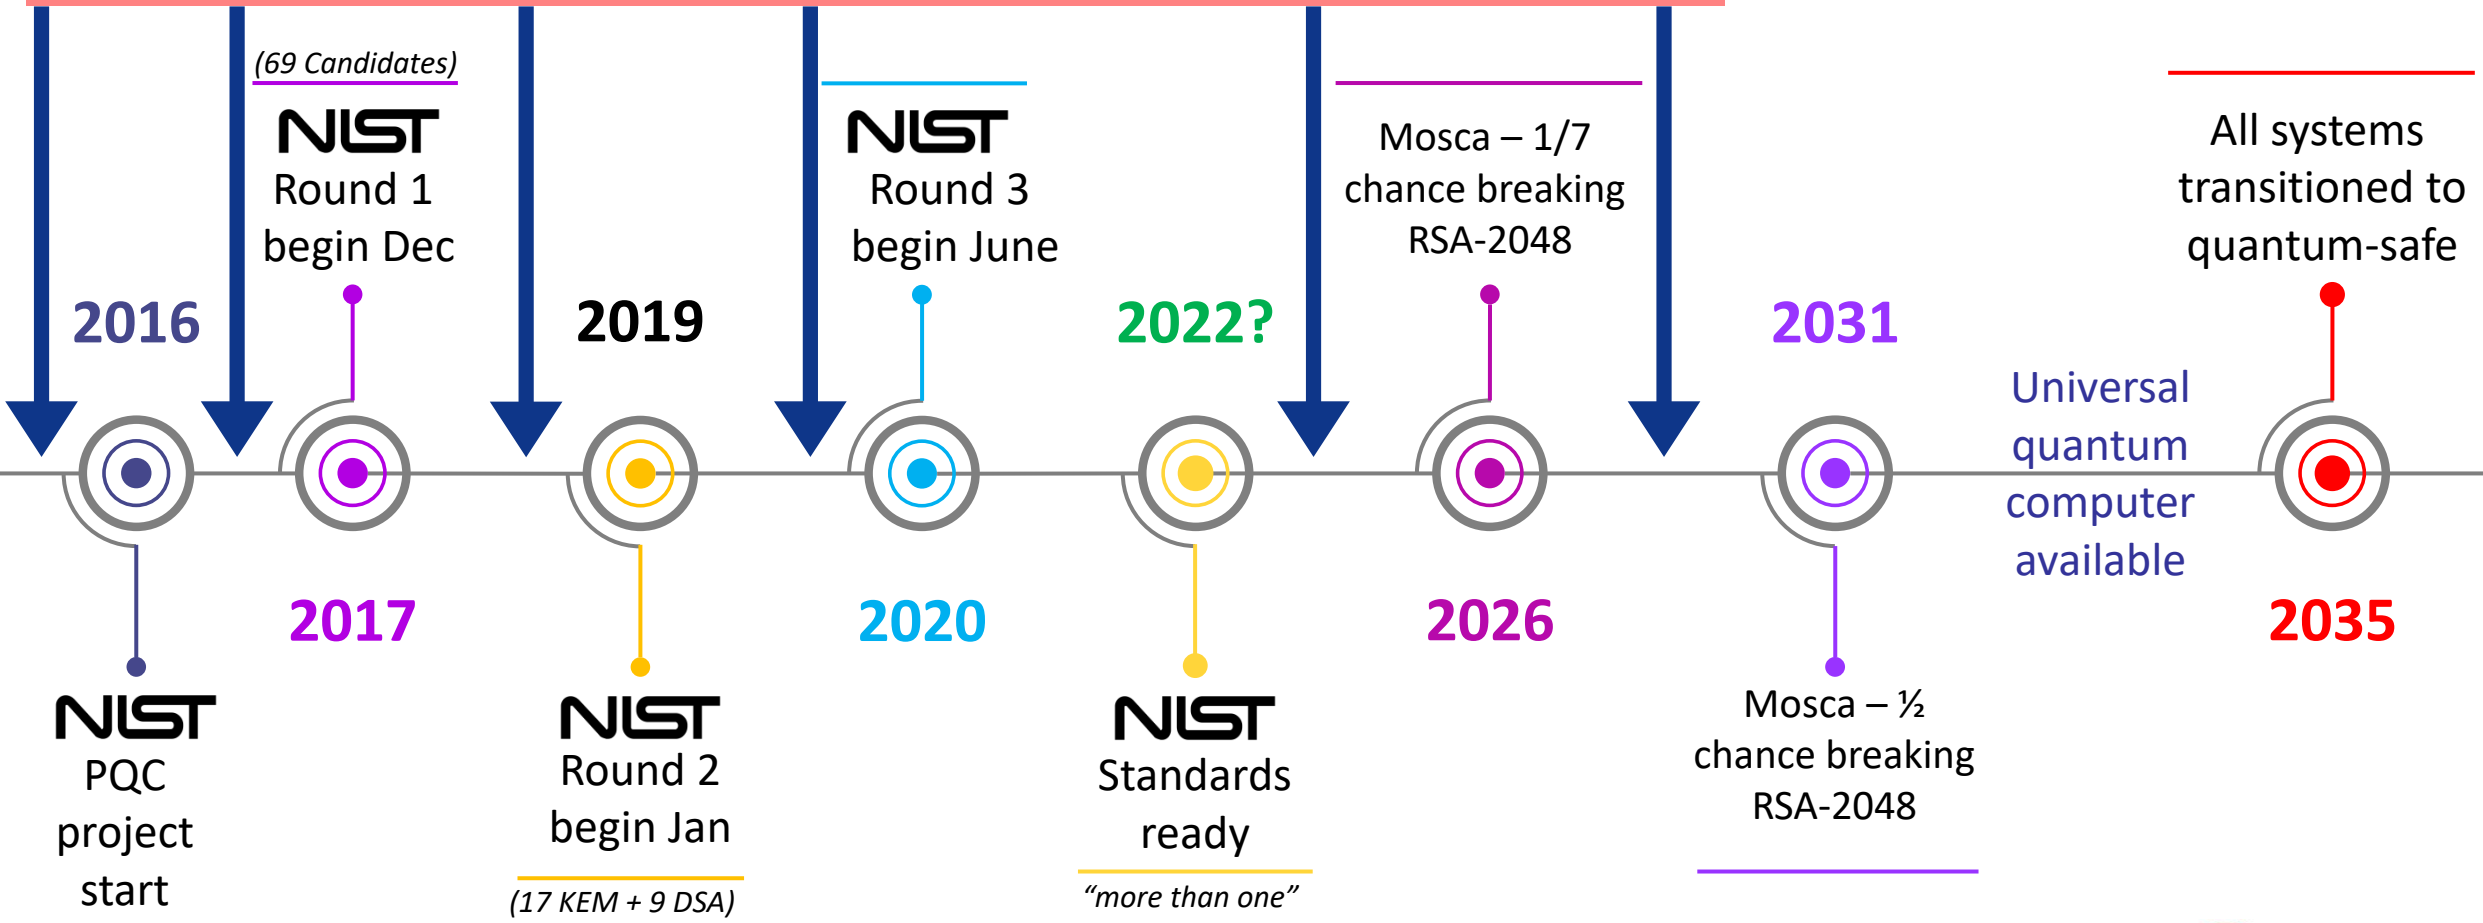 (69 Candidates)
NIST
Round 1
begin Dec
NIST
Round 3
begin June
Mosca – 1/7
chance breaking
RSA-2048
All systems
transitioned to
quantum-safe
2016
2019
2022?
2031
Universal
quantum
computer
available
2017
2020
2026
2035
NIST
PQC
project
start
NIST
Round 2
begin Jan
(17 KEM + 9 DSA)
NIST
Standards
ready
“more than one”
Mosca – ½
chance breaking
RSA-2048